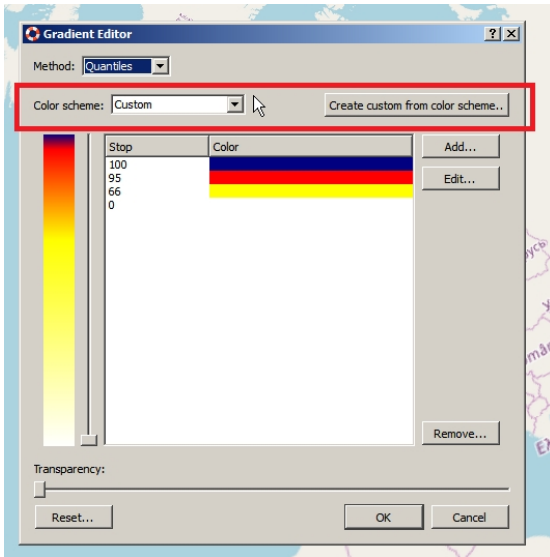 Gradient Editor
Method: Quantiles
Color scheme: Custom Create custom from color scheme..
Stop Color Add...
100
95 Edit...
66
0
Remove...
Transparency:
Reset... OK Cancel